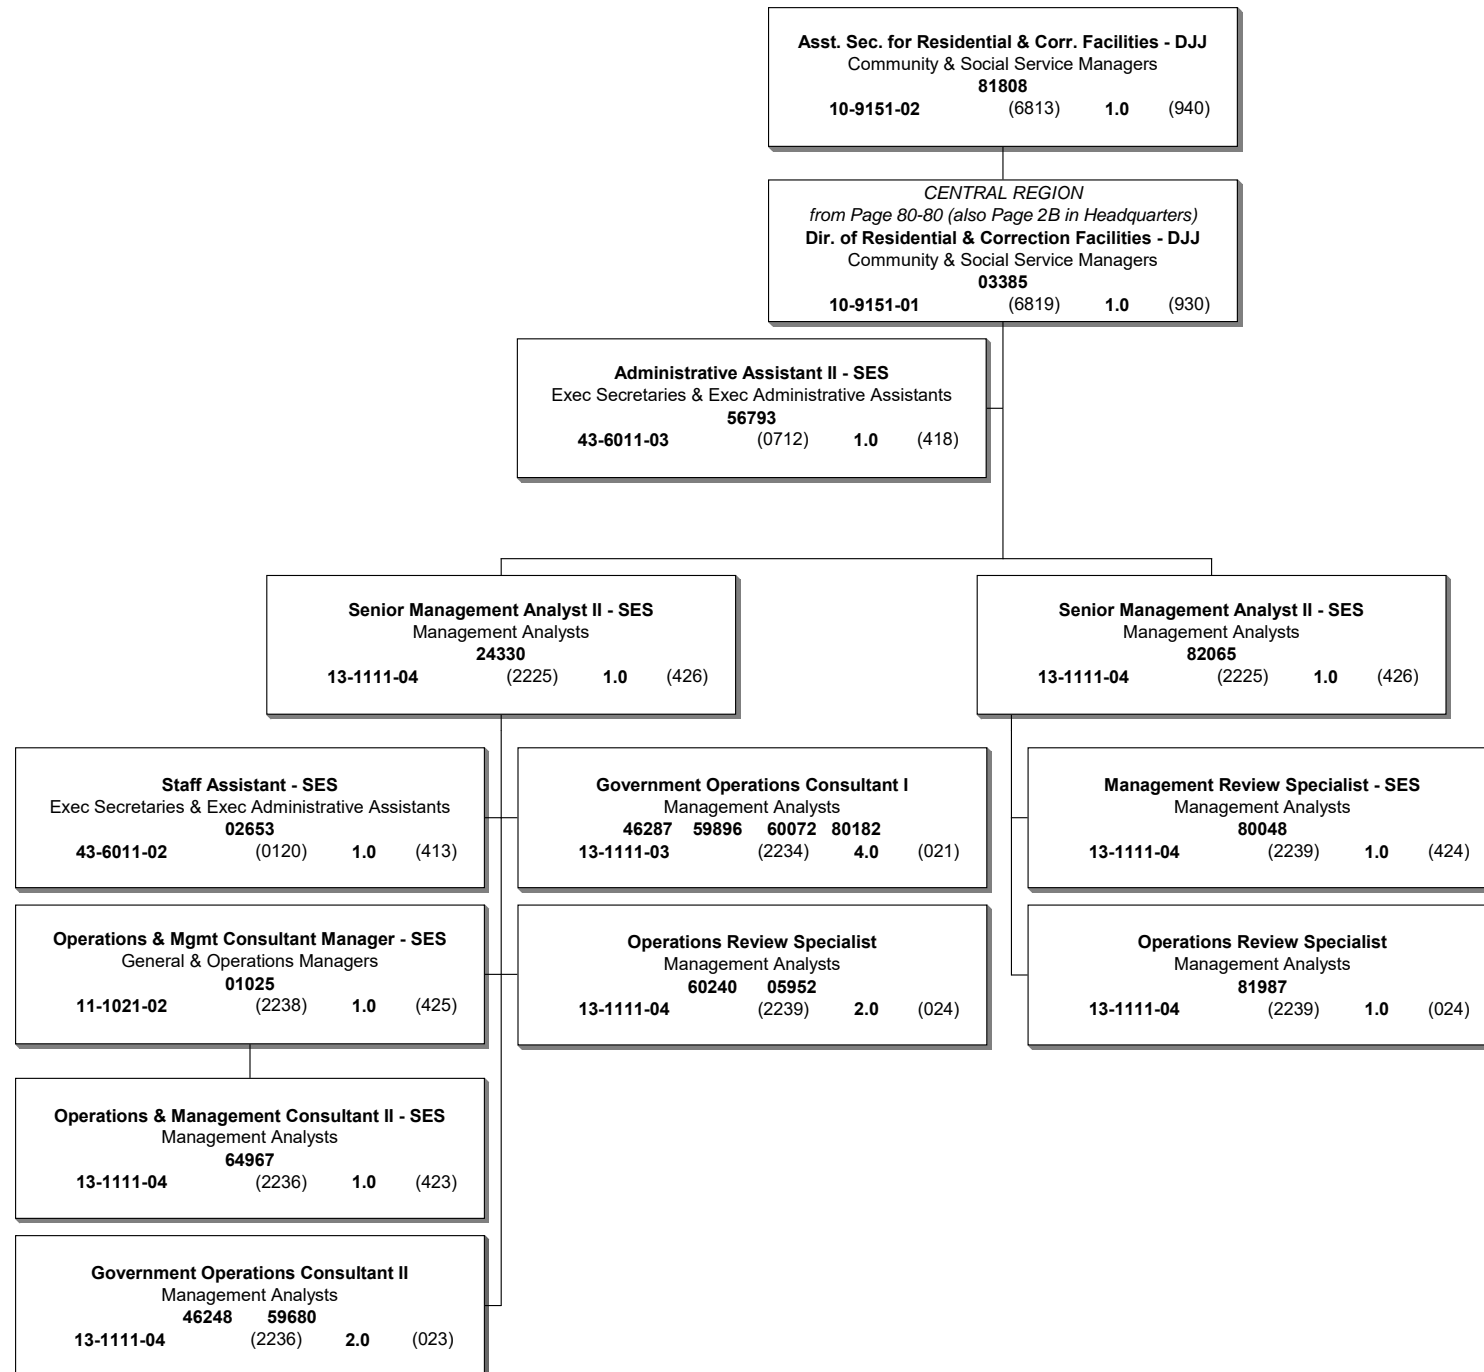 Asst. Sec. for Residential & Corr. Facilities - DJJ
Community & Social Service Managers
81808
10-9151-02 (6813) 1.0 (940)
CENTRAL REGION
from Page 80-80 (also Page 2B in Headquarters)
Dir. of Residential & Correction Facilities - DJJ
Community & Social Service Managers
03385
10-9151-01 (6819) 1.0 (930)
Administrative Assistant II - SES
Exec Secretaries & Exec Administrative Assistants
56793
43-6011-03 (0712) 1.0 (418)
Senior Management Analyst II - SES
Management Analysts
24330
13-1111-04 (2225) 1.0 (426)
Senior Management Analyst II - SES
Management Analysts
82065
13-1111-04 (2225) 1.0 (426)
Staff Assistant - SES
Exec Secretaries & Exec Administrative Assistants
02653
43-6011-02 (0120) 1.0 (413)
Government Operations Consultant I
Management Analysts
46287 59896 60072 80182
13-1111-03 (2234) 4.0 (021)
Management Review Specialist - SES
Management Analysts
80048
13-1111-04 (2239) 1.0 (424)
Operations & Mgmt Consultant Manager - SES
General & Operations Managers
01025
11-1021-02 (2238) 1.0 (425)
Operations Review Specialist
Management Analysts
60240 05952
13-1111-04 (2239) 2.0 (024)
Operations Review Specialist
Management Analysts
81987
13-1111-04 (2239) 1.0 (024)
Operations & Management Consultant II - SES
Management Analysts
64967
13-1111-04 (2236) 1.0 (423)
Government Operations Consultant II
Management Analysts
46248 59680
13-1111-04 (2236) 2.0 (023)